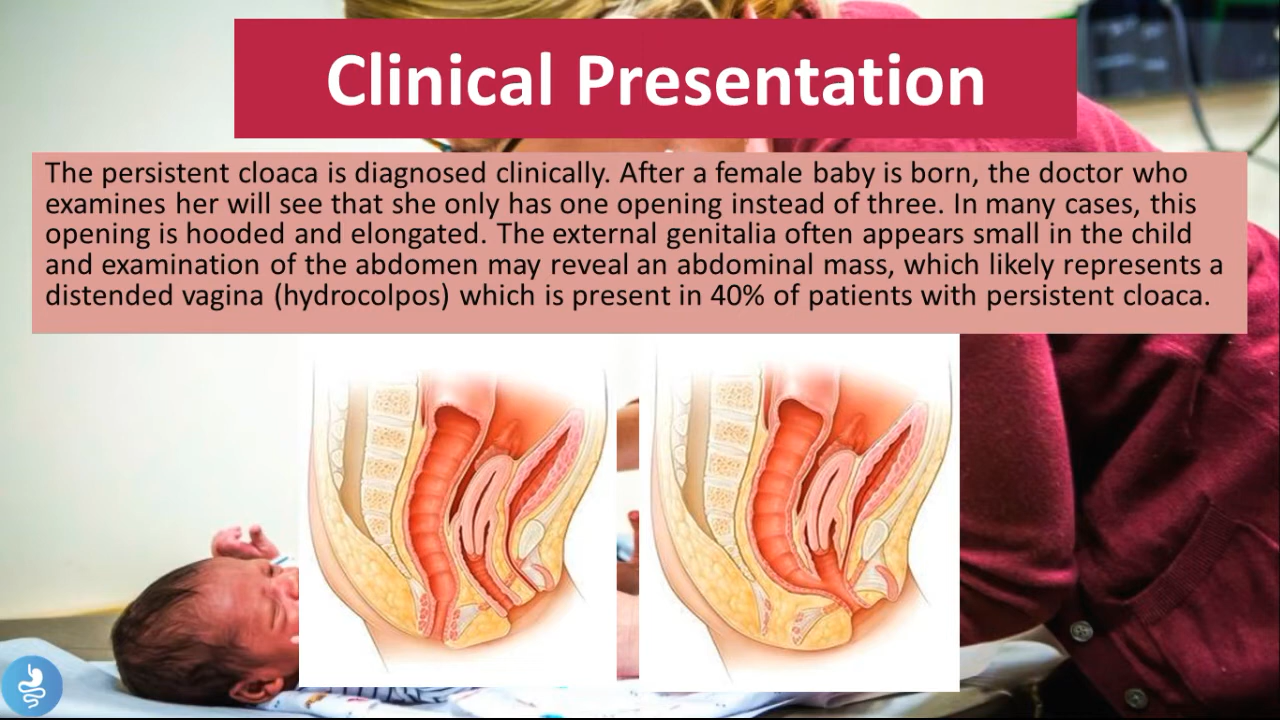 Clinical Presentation
The persistent cloaca is diagnosed clinically. After a female baby is born, the doctor who
examines her will see that she only has one opening instead of three. In many cases, this
opening is hooded and elongated. The external genitalia often appears small in the child
and examination of the abdomen may reveal an abdominal mass, which likely represents a
distended vagina (hydrocolpos) which is present in 40% of patients with persistent cloaca.